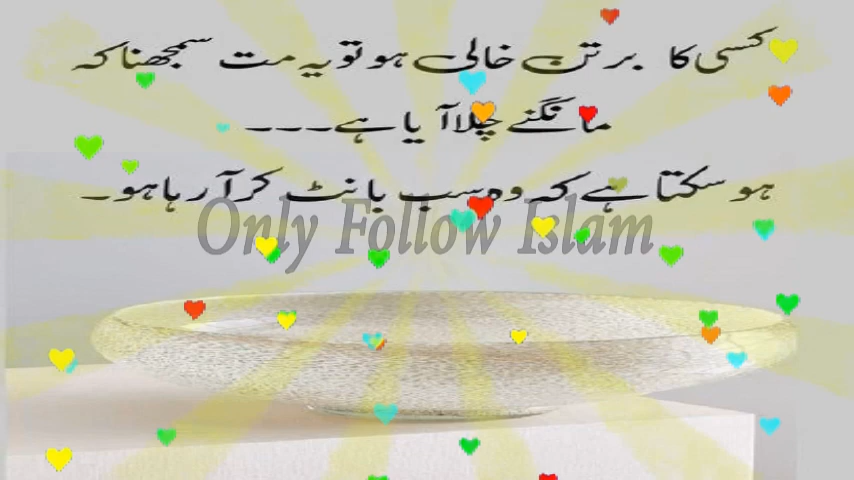 کسی کا برتن خالی ہو تو یہ مت سمجھنا کہ
مانگنے چلا آیا ہے ۔۔۔
ہو سکتا ہے کہ وہ سب بانٹ کر آ رہا ہو۔
Only Follow Islam